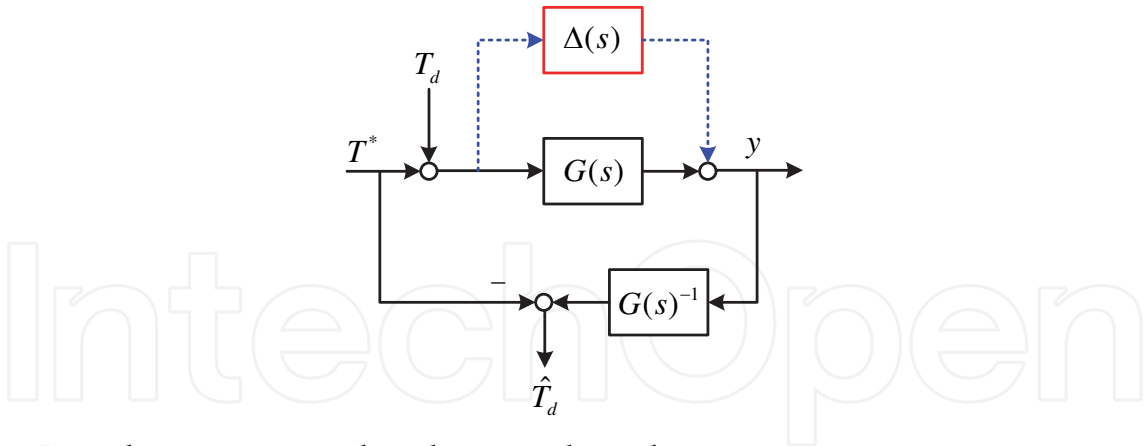 Δ(s)
T_d
T^*
G(s)
y
−
G(s)^{-1}
\hat{T}_d
IntechOpen